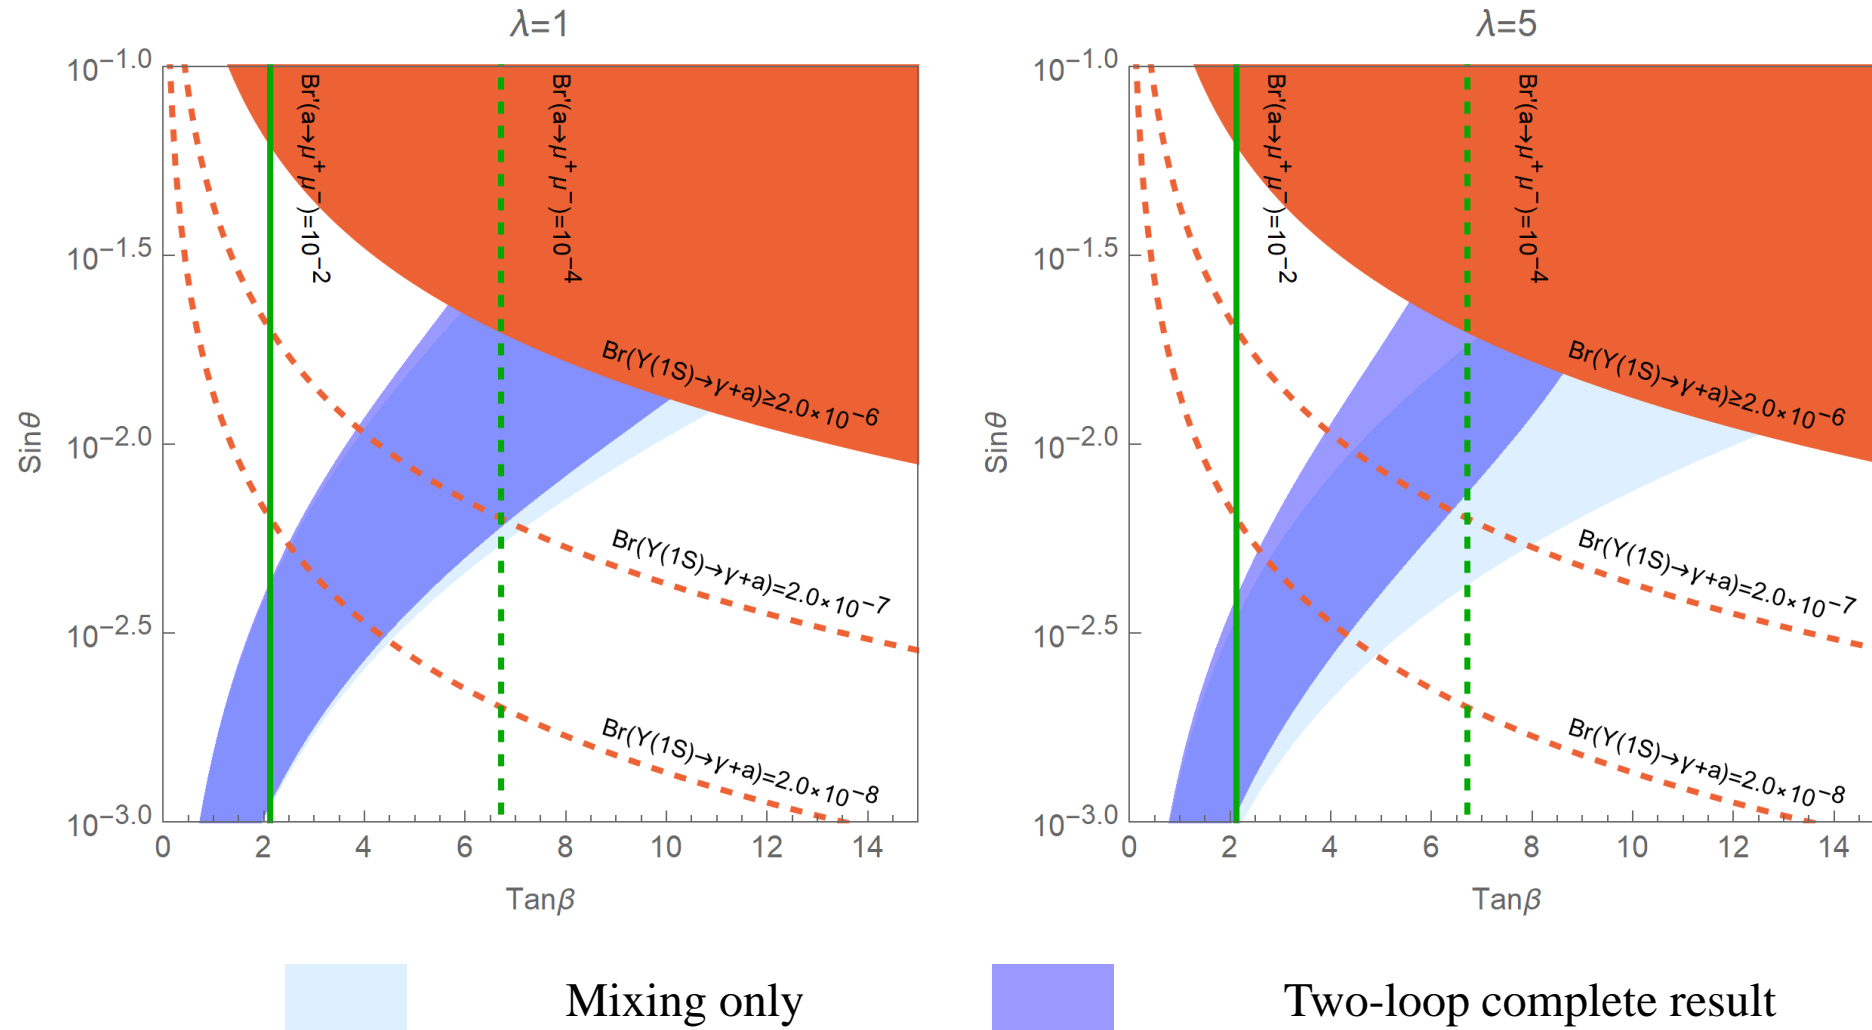 λ=1
10−1.0
10−1.5
10−2.0
10−2.5
10−3.0
Sinθ
0 2 4 6 8 10 12 14
Tanβ
Br'(a→μ+ μ−)=10−2
Br'(a→μ+ μ−)=10−4
Br(Υ(1S)→γ+a)≥2.0×10−6
Br(Υ(1S)→γ+a)=2.0×10−7
Br(Υ(1S)→γ+a)=2.0×10−8
λ=5
10−1.0
10−1.5
10−2.0
10−2.5
10−3.0
Sinθ
0 2 4 6 8 10 12 14
Tanβ
Br'(a→μ+ μ−)=10−2
Br'(a→μ+ μ−)=10−4
Br(Υ(1S)→γ+a)≥2.0×10−6
Br(Υ(1S)→γ+a)=2.0×10−7
Br(Υ(1S)→γ+a)=2.0×10−8
Mixing only
Two-loop complete result